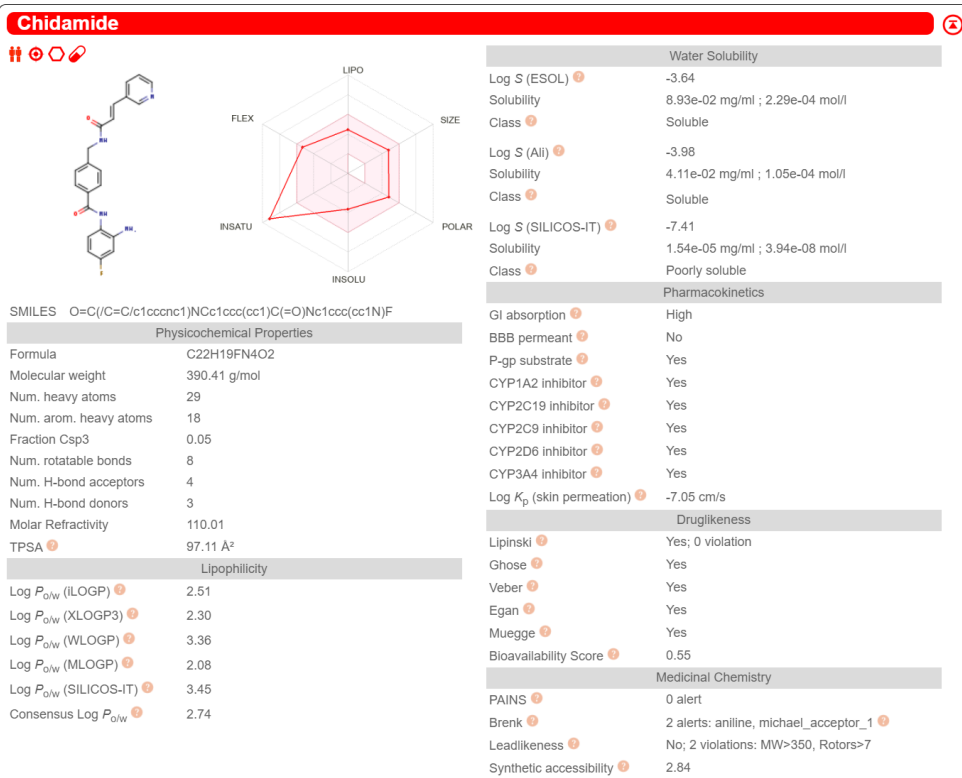 Chidamide
LIPO
FLEX
SIZE
INSATU
POLAR
INSOLU
SMILES O=C(/C=C/c1cccnc1)NCc1ccc(cc1)C(=O)Nc1ccc(cc1N)F
Physicochemical Properties
Formula C22H19FN4O2
Molecular weight 390.41 g/mol
Num. heavy atoms 29
Num. arom. heavy atoms 18
Fraction Csp3 0.05
Num. rotatable bonds 8
Num. H-bond acceptors 4
Num. H-bond donors 3
Molar Refractivity 110.01
TPSA ? 97.11 Å²
Lipophilicity
Log Po/w (iLOGP) ? 2.51
Log Po/w (XLOGP3) ? 2.30
Log Po/w (WLOGP) ? 3.36
Log Po/w (MLOGP) ? 2.08
Log Po/w (SILICOS-IT) ? 3.45
Consensus Log Po/w ? 2.74
Water Solubility
Log S (ESOL) ? -3.64
Solubility 8.93e-02 mg/ml ; 2.29e-04 mol/l
Class ? Soluble
Log S (Ali) ? -3.98
Solubility 4.11e-02 mg/ml ; 1.05e-04 mol/l
Class ? Soluble
Log S (SILICOS-IT) ? -7.41
Solubility 1.54e-05 mg/ml ; 3.94e-08 mol/l
Class ? Poorly soluble
Pharmacokinetics
GI absorption ? High
BBB permeant ? No
P-gp substrate ? Yes
CYP1A2 inhibitor ? Yes
CYP2C19 inhibitor ? Yes
CYP2C9 inhibitor ? Yes
CYP2D6 inhibitor ? Yes
CYP3A4 inhibitor ? Yes
Log Kp (skin permeation) ? -7.05 cm/s
Druglikeness
Lipinski ? Yes; 0 violation
Ghose ? Yes
Veber ? Yes
Egan ? Yes
Muegge ? Yes
Bioavailability Score ? 0.55
Medicinal Chemistry
PAINS ? 0 alert
Brenk ? 2 alerts: aniline, michael_acceptor_1 ?
Leadlikeness ? No; 2 violations: MW>350, Rotors>7
Synthetic accessibility ? 2.84